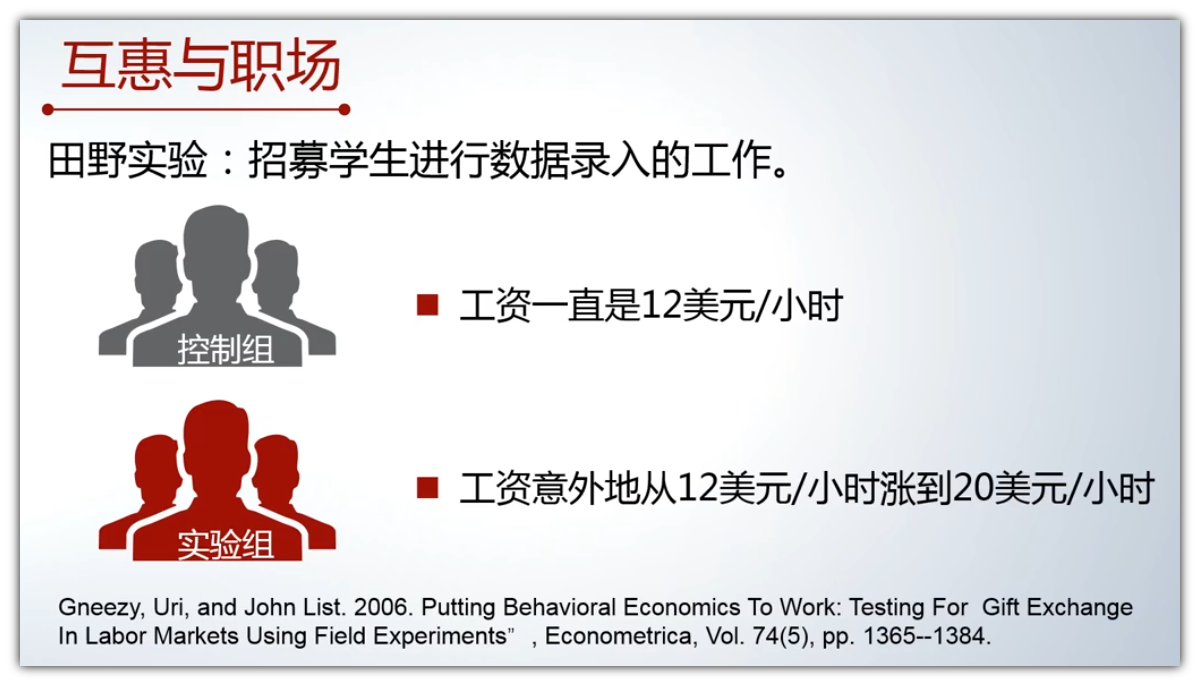 互惠与职场
田野实验：招募学生进行数据录入的工作。
控制组
■ 工资一直是12美元/小时
实验组
■ 工资意外地从12美元/小时涨到20美元/小时
Gneezy, Uri, and John List. 2006. Putting Behavioral Economics To Work: Testing For Gift Exchange
In Labor Markets Using Field Experiments” , Econometrica, Vol. 74(5), pp. 1365--1384.